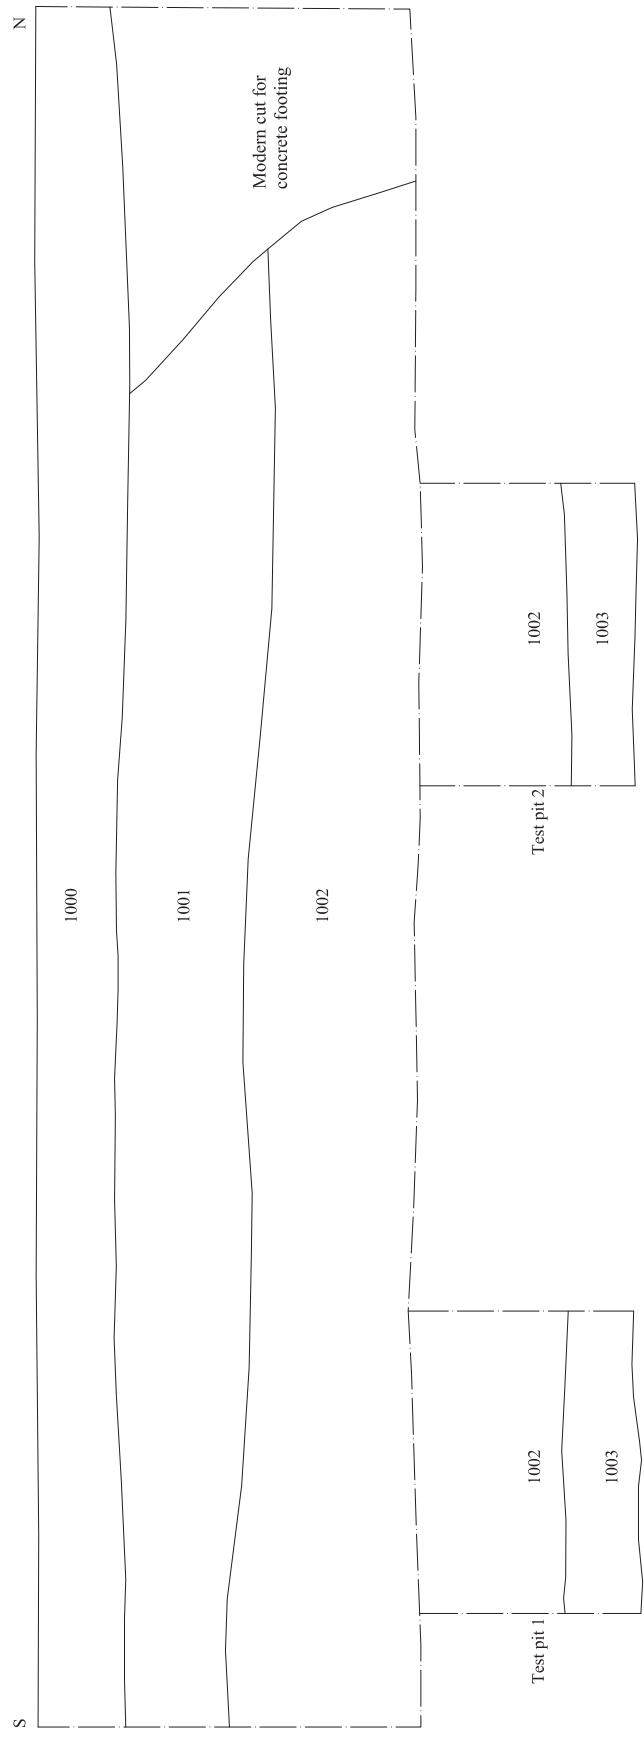 S
N
1000
1001
1002
Modern cut for
concrete footing
Test pit 1
1002
1003
Test pit 2
1002
1003